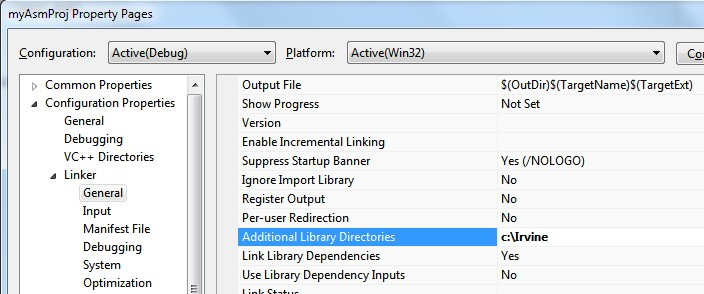 myAsmProj Property Pages
Configuration: Active(Debug) Platform: Active(Win32)
Common Properties
Configuration Properties
General
Debugging
VC++ Directories
Linker
General
Input
Manifest File
Debugging
System
Optimization
Output File $(OutDir)$(TargetName)$(TargetExt)
Show Progress Not Set
Version
Enable Incremental Linking
Suppress Startup Banner Yes (/NOLOGO)
Ignore Import Library No
Register Output No
Per-user Redirection No
Additional Library Directories c:\Irvine
Link Library Dependencies Yes
Use Library Dependency Inputs No
Link Status